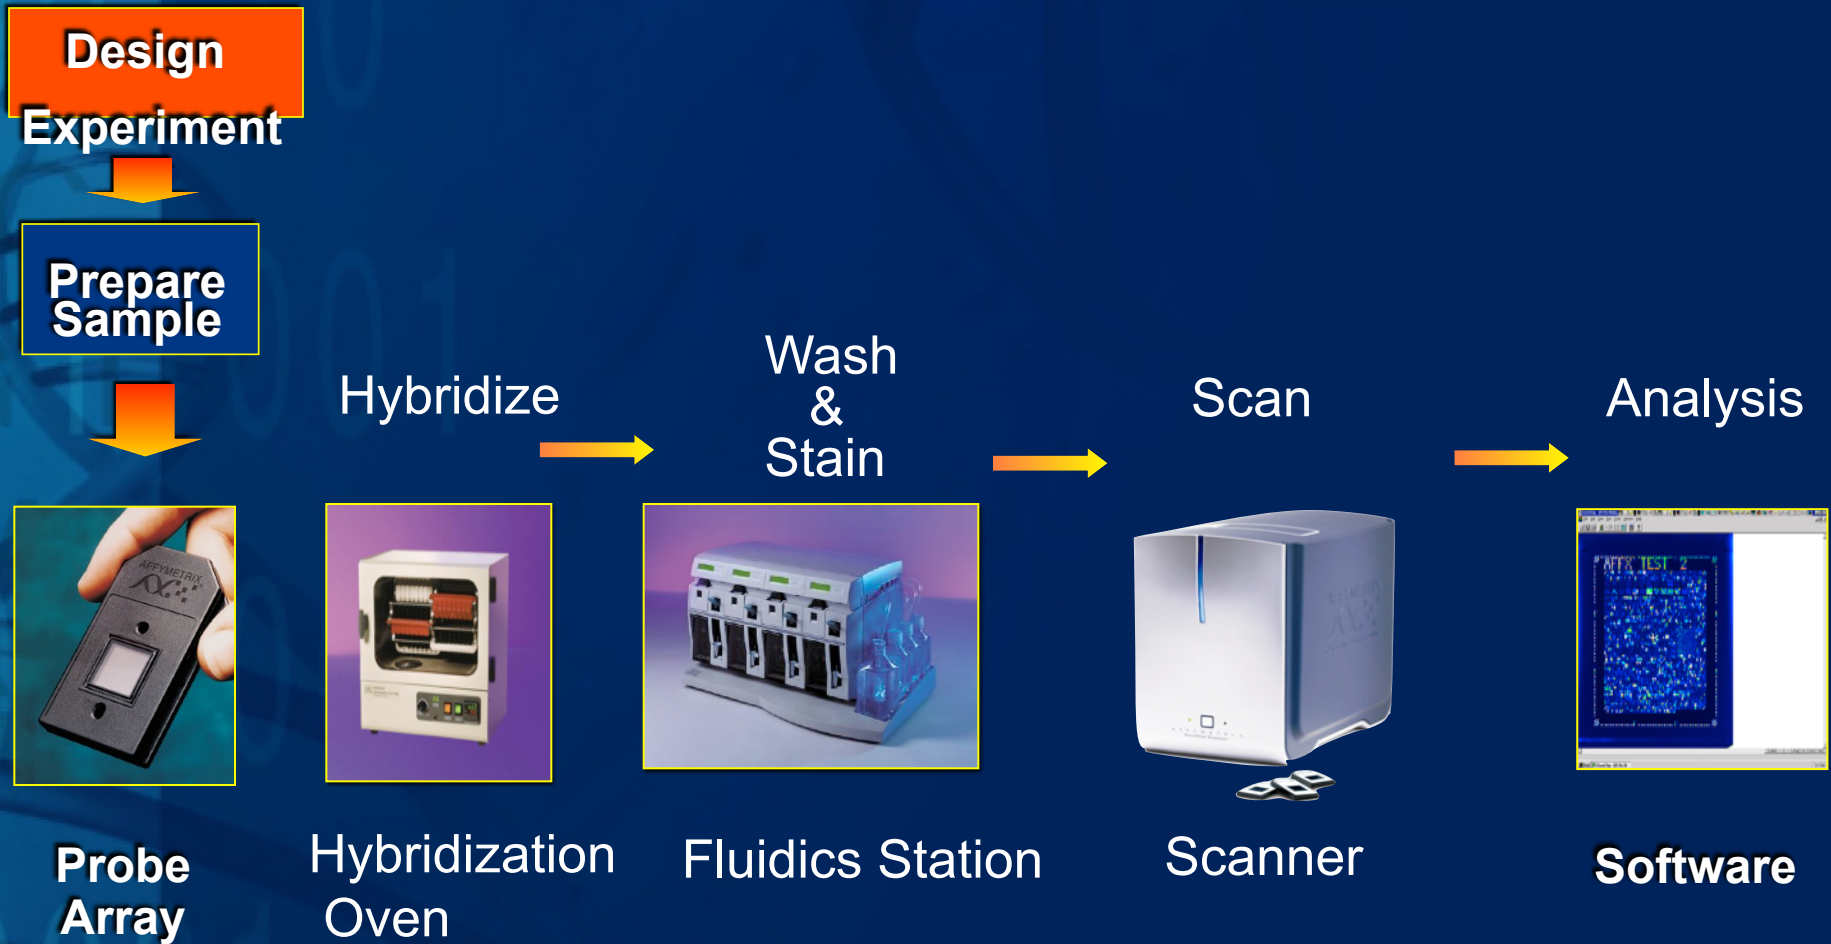 Design
Experiment
Prepare
Sample
Hybridize
Wash
&
Stain
Scan
Analysis
AFFYMETRIX
AFFX TEST 2
AFFYMETRIX
Probe
Array
Hybridization
Oven
Fluidics Station
Scanner
Software